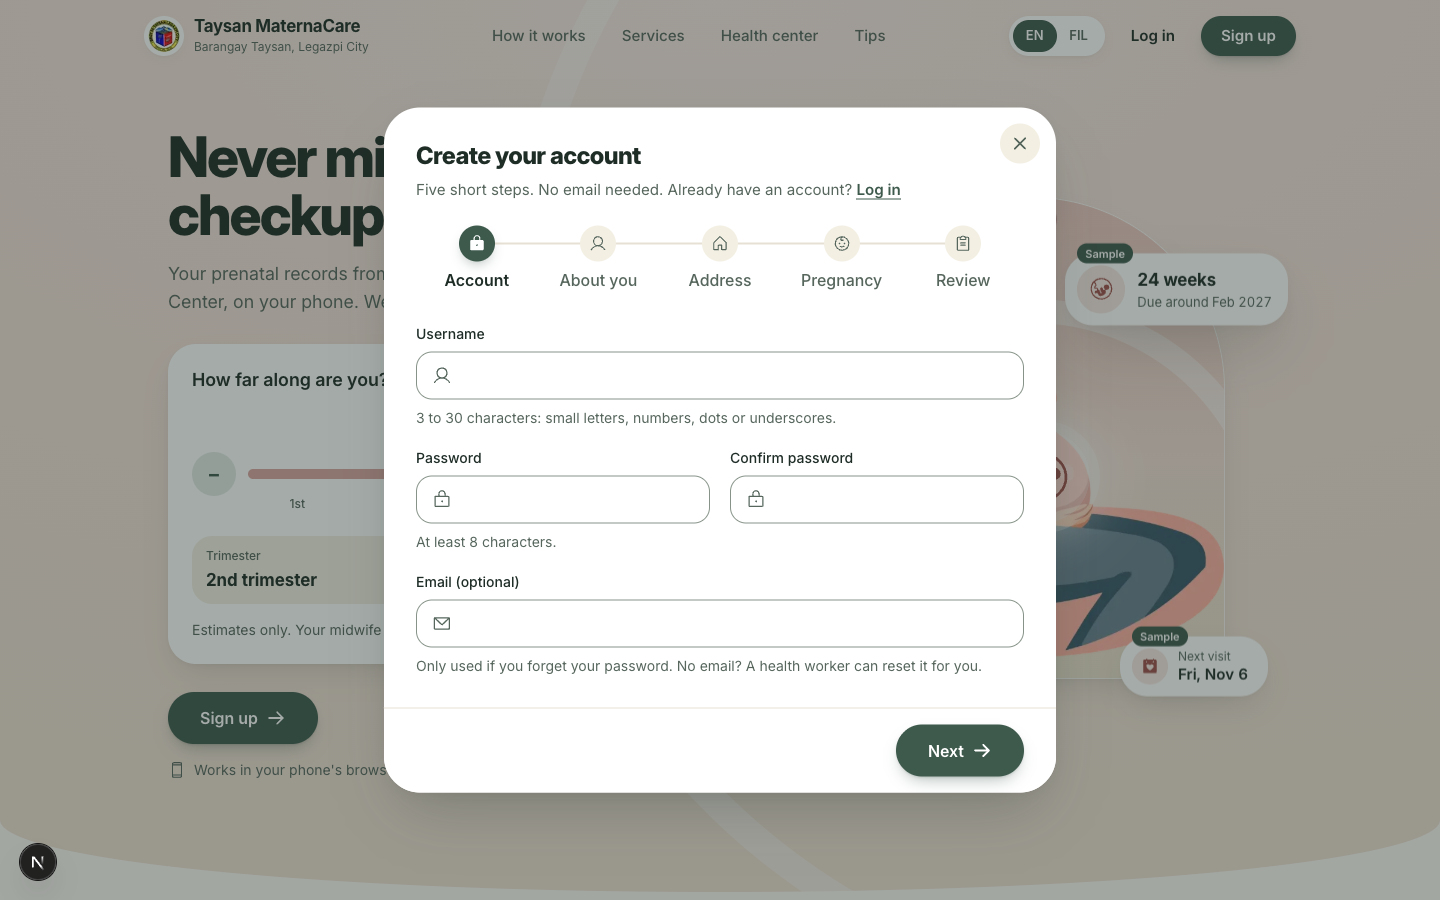 Taysan MaternaCare
Barangay Taysan, Legazpi City
How it works
Services
Health center
Tips
EN
FIL
Log in
Sign up
Never mi
checkup
Your prenatal records from
Center, on your phone. We
How far along are you?
–
1st
Trimester
2nd trimester
Estimates only. Your midwife
Sign up
Works in your phone's brows
Create your account
Five short steps. No email needed. Already have an account? Log in
Account
About you
Address
Pregnancy
Review
Username
3 to 30 characters: small letters, numbers, dots or underscores.
Password
Confirm password
At least 8 characters.
Email (optional)
Only used if you forget your password. No email? A health worker can reset it for you.
Next
Sample
24 weeks
Due around Feb 2027
Sample
Next visit
Fri, Nov 6
N